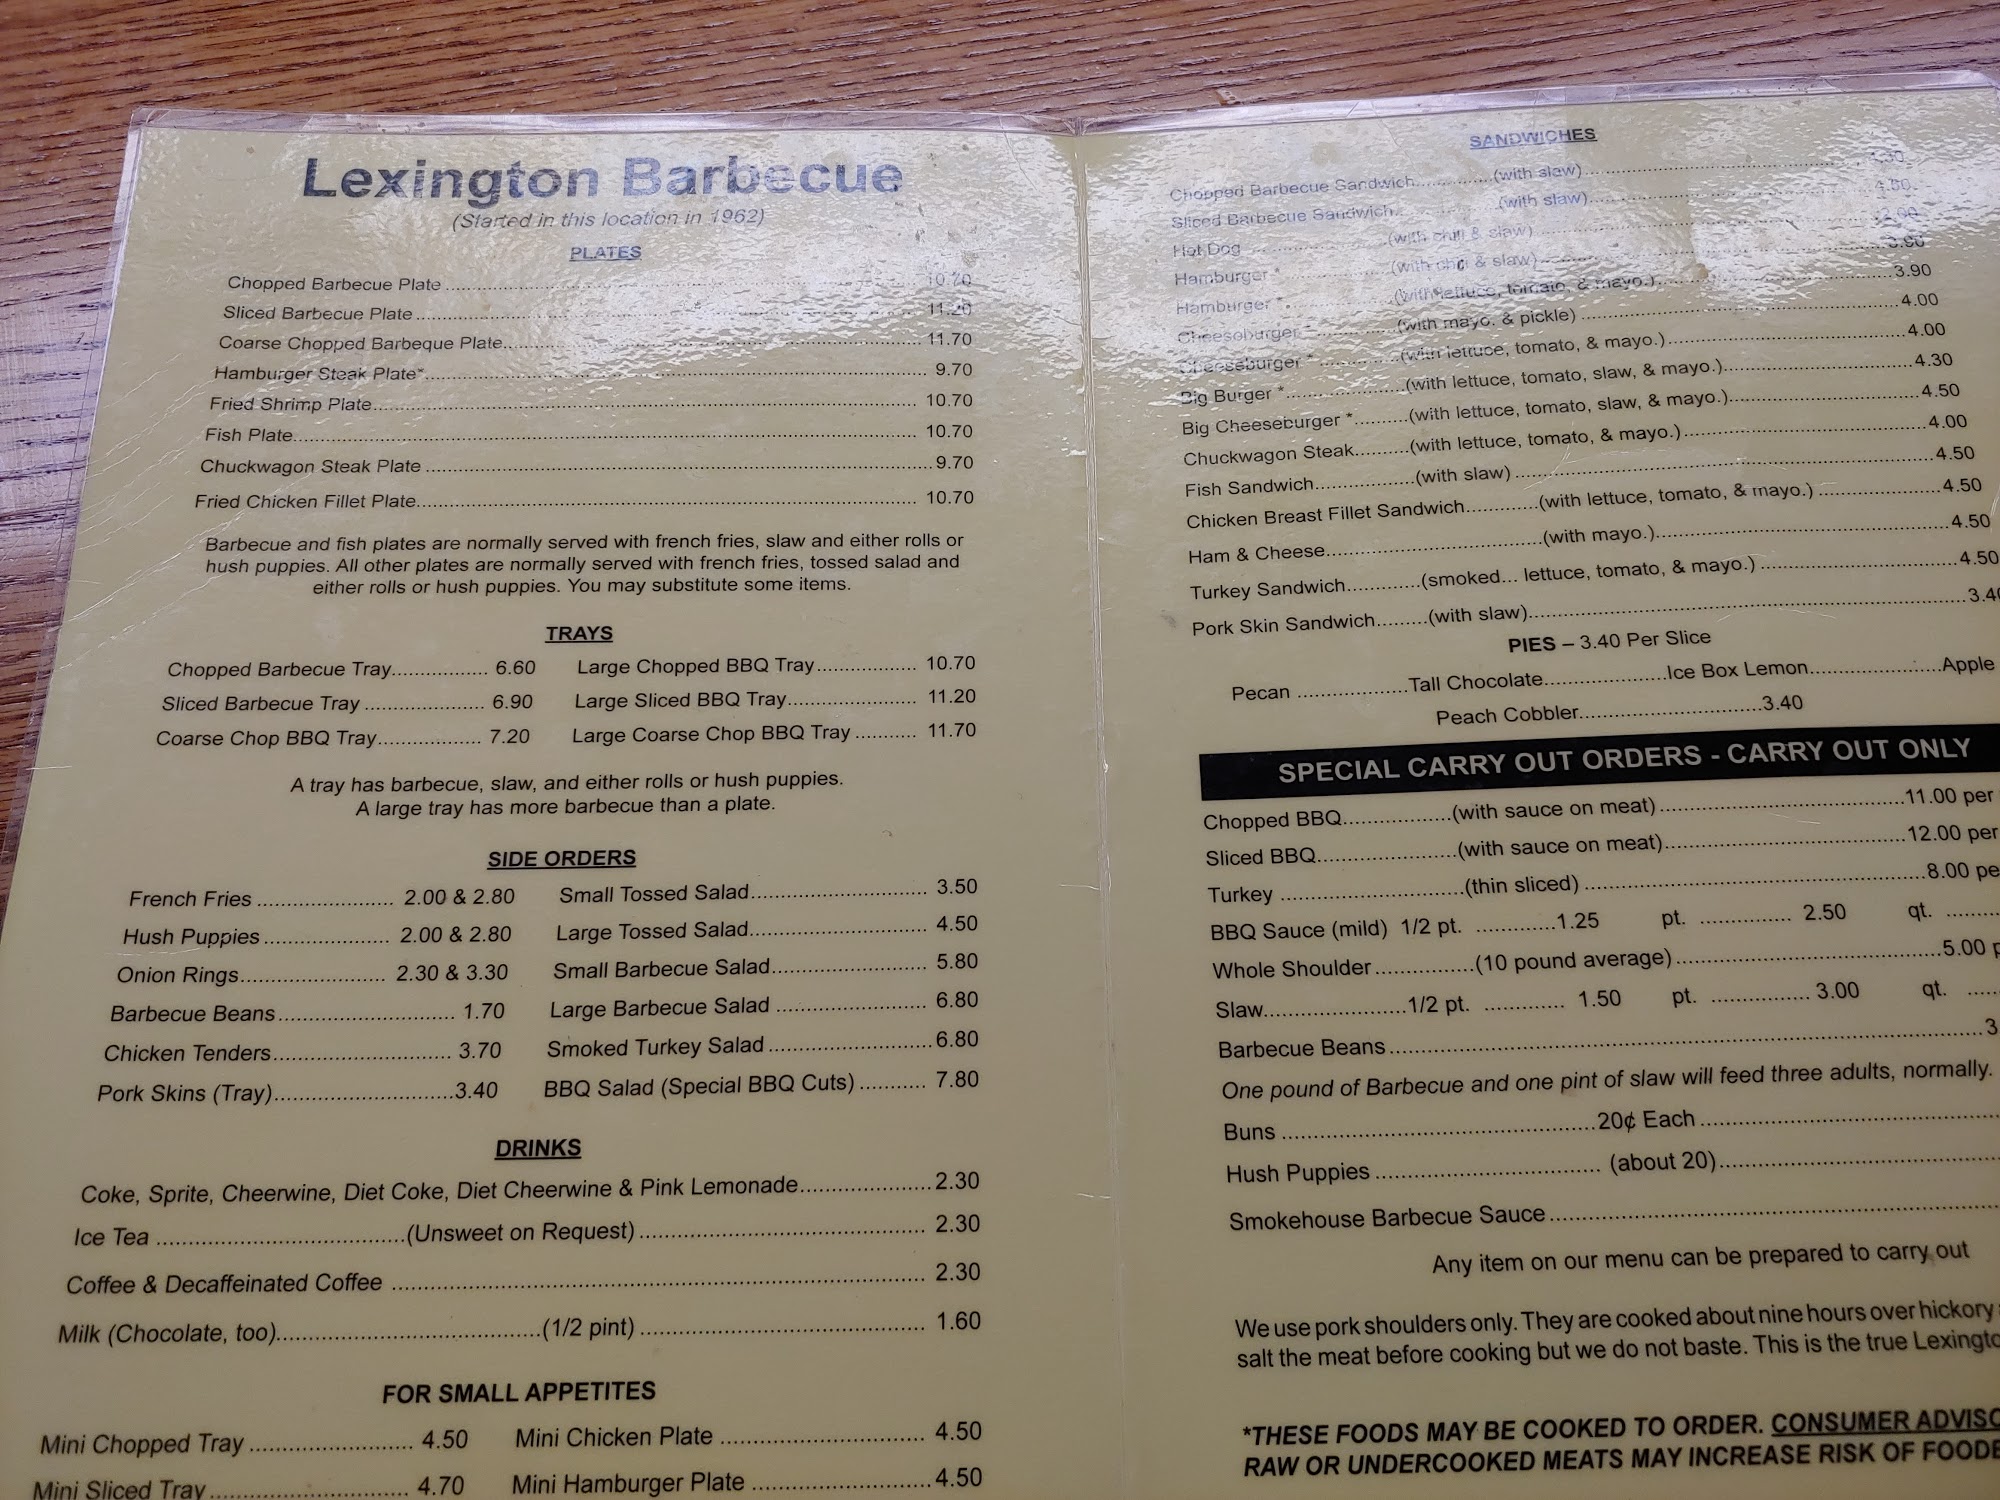 Lexington Barbecue
(Started in this location in 1962)
PLATES
Chopped Barbecue Plate.......... 10.70
Sliced Barbecue Plate.......... 11.20
Coarse Chopped Barbeque Plate.......... 11.70
Hamburger Steak Plate*.......... 9.70
Fried Shrimp Plate.......... 10.70
Fish Plate.......... 10.70
Chuckwagon Steak Plate .......... 9.70
Fried Chicken Fillet Plate.......... 10.70
Barbecue and fish plates are normally served with french fries, slaw and either rolls or
hush puppies. All other plates are normally served with french fries, tossed salad and
either rolls or hush puppies. You may substitute some items.
TRAYS
Chopped Barbecue Tray.......... 6.60 Large Chopped BBQ Tray.......... 10.70
Sliced Barbecue Tray .......... 6.90 Large Sliced BBQ Tray.......... 11.20
Coarse Chop BBQ Tray.......... 7.20 Large Coarse Chop BBQ Tray .......... 11.70
A tray has barbecue, slaw, and either rolls or hush puppies.
A large tray has more barbecue than a plate.
SIDE ORDERS
French Fries .......... 2.00 & 2.80 Small Tossed Salad.......... 3.50
Hush Puppies.......... 2.00 & 2.80 Large Tossed Salad.......... 4.50
Onion Rings.......... 2.30 & 3.30 Small Barbecue Salad.......... 5.80
Barbecue Beans.......... 1.70 Large Barbecue Salad .......... 6.80
Chicken Tenders.......... 3.70 Smoked Turkey Salad .......... 6.80
Pork Skins (Tray)..........3.40 BBQ Salad (Special BBQ Cuts) .......... 7.80
DRINKS
Coke, Sprite, Cheerwine, Diet Coke, Diet Cheerwine & Pink Lemonade..........2.30
Ice Tea ..........(Unsweet on Request).......... 2.30
Coffee & Decaffeinated Coffee .......... 2.30
Milk (Chocolate, too)..........(1/2 pint) .......... 1.60
FOR SMALL APPETITES
Mini Chopped Tray .......... 4.50 Mini Chicken Plate .......... 4.50
Mini Sliced Tray.......... 4.70 Mini Hamburger Plate ..........4.50
SANDWICHES
Chopped Barbecue Sandwich..........(with slaw)..........
Sliced Barbecue Sandwich..........(with slaw)..........
Hot Dog ..........(with chili & slaw)..........
Hamburger *..........(with chili & slaw).......... 3.90
Hamburger *..........(with lettuce, tomato, & mayo.)..........3.90
Cheeseburger *..........(with mayo. & pickle) ..........4.00
Cheeseburger *..........(with lettuce, tomato, & mayo.)..........4.00
Big Burger *..........(with lettuce, tomato, slaw, & mayo.)..........4.30
Big Cheeseburger *..........(with lettuce, tomato, slaw, & mayo.)..........4.50
Chuckwagon Steak..........(with lettuce, tomato, & mayo.)..........4.00
Fish Sandwich..........(with slaw) ..........4.50
Chicken Breast Fillet Sandwich..........(with lettuce, tomato, & mayo.) ..........4.50
Ham & Cheese..........(with mayo.)..........4.50
Turkey Sandwich..........(smoked... lettuce, tomato, & mayo.) ..........4.50
Pork Skin Sandwich..........(with slaw)..........3.40
PIES – 3.40 Per Slice
Pecan ..........Tall Chocolate..........Ice Box Lemon..........Apple
Peach Cobbler..........3.40
SPECIAL CARRY OUT ORDERS - CARRY OUT ONLY
Chopped BBQ..........(with sauce on meat) ..........11.00 per
Sliced BBQ..........(with sauce on meat)..........12.00 per
Turkey ..........(thin sliced) ..........8.00 pe
BBQ Sauce (mild) 1/2 pt. ..........1.25 pt. .......... 2.50 qt. ..........
Whole Shoulder..........(10 pound average)..........5.00 p
Slaw..........1/2 pt. .......... 1.50 pt. .......... 3.00 qt. ..........
Barbecue Beans..........3
One pound of Barbecue and one pint of slaw will feed three adults, normally.
Buns ..........20¢ Each..........
Hush Puppies .......... (about 20)..........
Smokehouse Barbecue Sauce..........
Any item on our menu can be prepared to carry out
We use pork shoulders only. They are cooked about nine hours over hickory
salt the meat before cooking but we do not baste. This is the true Lexingto
*THESE FOODS MAY BE COOKED TO ORDER. CONSUMER ADVISO
RAW OR UNDERCOOKED MEATS MAY INCREASE RISK OF FOODB